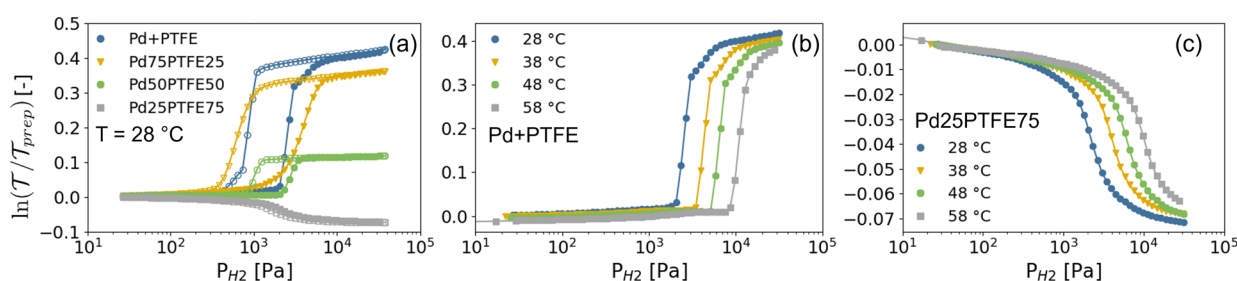 ln(𝒯/𝒯prep) [-]
0.5
0.4
0.3
0.2
0.1
0.0
−0.1
Pd+PTFE
Pd75PTFE25
Pd50PTFE50
Pd25PTFE75
T = 28 °C
(a)
10¹ 10² 10³ 10⁴ 10⁵
P_H2 [Pa]
0.4
0.3
0.2
0.1
0.0
28 °C
38 °C
48 °C
58 °C
(b)
Pd+PTFE
10¹ 10² 10³ 10⁴ 10⁵
P_H2 [Pa]
0.00
−0.01
−0.02
−0.03
−0.04
−0.05
−0.06
−0.07
(c)
Pd25PTFE75
28 °C
38 °C
48 °C
58 °C
10¹ 10² 10³ 10⁴ 10⁵
P_H2 [Pa]